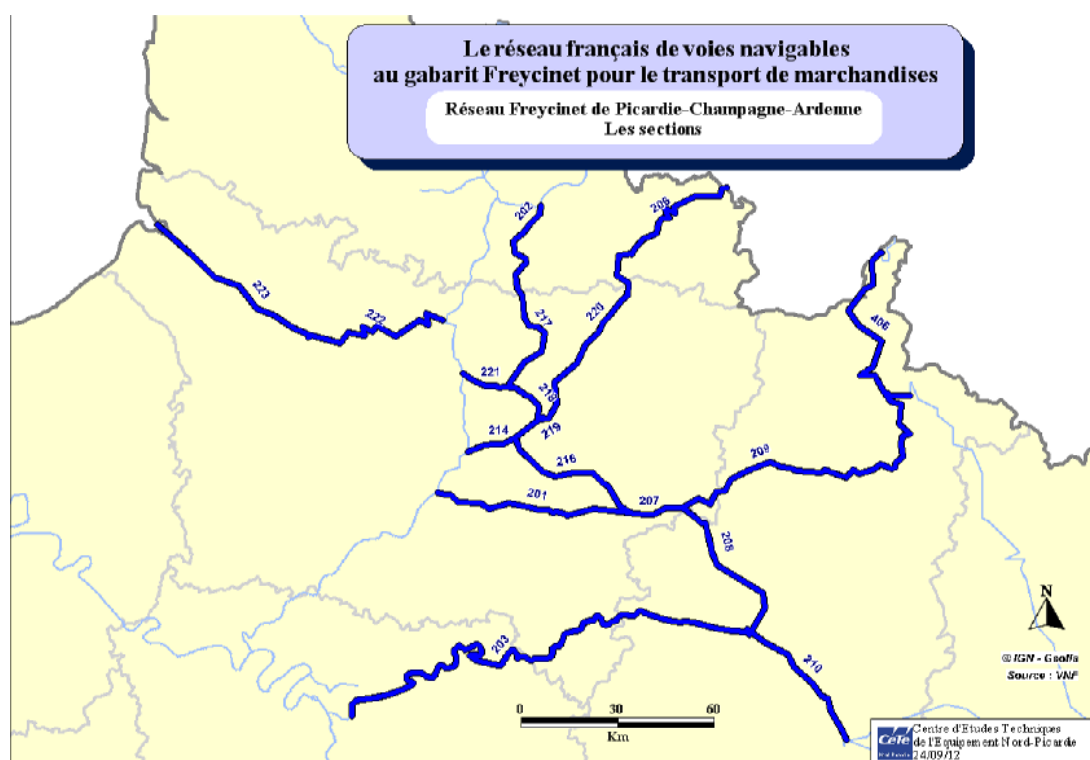 Le réseau français de voies navigables
au gabarit Freycinet pour le transport de marchandises
Réseau Freycinet de Picardie-Champagne-Ardenne
Les sections
202
206
223
222
217
220
406
221
218
219
214
216
209
201
207
208
203
210
N
© IGN - Geofla
Source : VNF
0 30 60
Km
CéTe
Centre d'Etudes Techniques
de l'Equipement Nord-Picardie
24/09/12